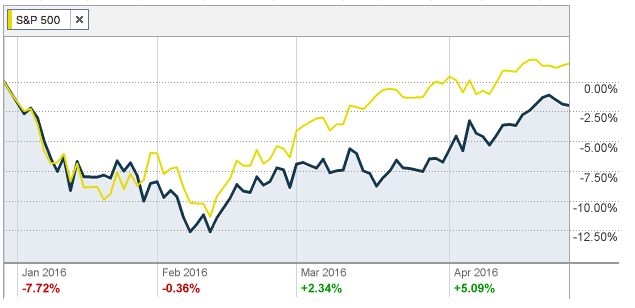 S&P 500 ×
0.00%
-2.50%
-5.00%
-7.50%
-10.00%
-12.50%
Jan 2016 Feb 2016 Mar 2016 Apr 2016
-7.72% -0.36% +2.34% +5.09%